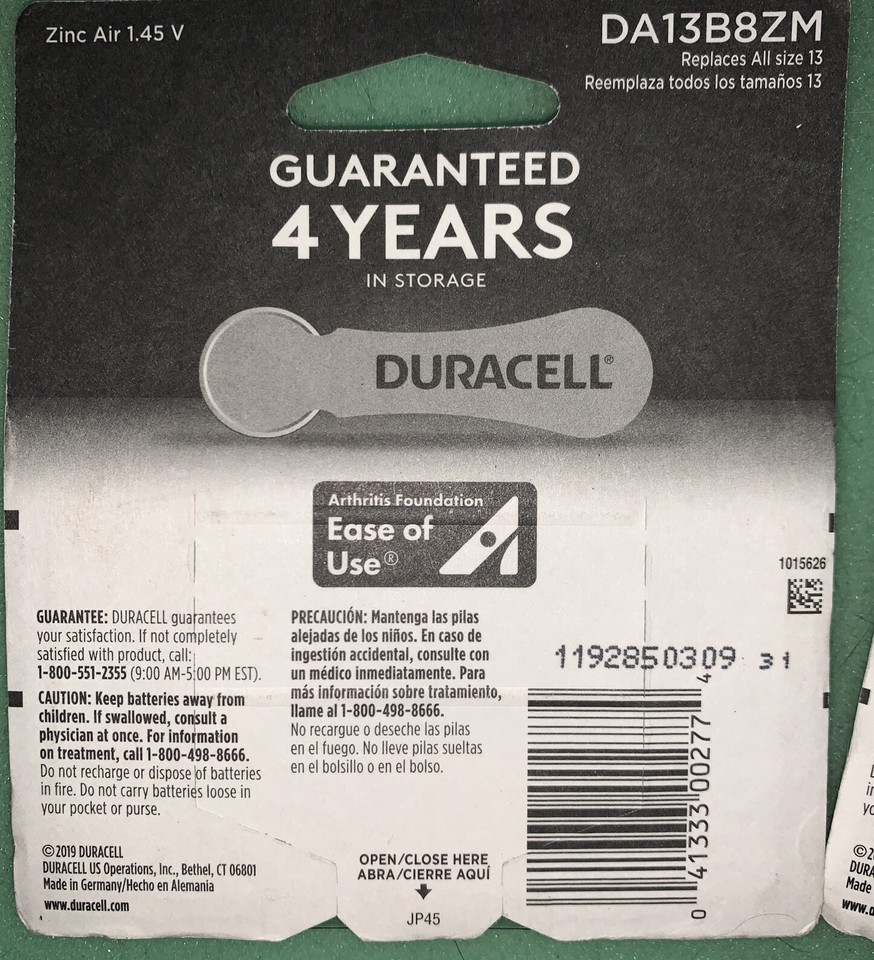 Zinc Air 1.45 V
DA13B8ZM
Replaces All size 13
Reemplaza todos los tamaños 13
GUARANTEED
4 YEARS
IN STORAGE
DURACELL®
Arthritis Foundation
Ease of
Use®
1015626
GUARANTEE: DURACELL guarantees
your satisfaction. If not completely
satisfied with product, call:
1-800-551-2355 (9:00 AM-5:00 PM EST).
CAUTION: Keep batteries away from
children. If swallowed, consult a
physician at once. For information
on treatment, call 1-800-498-8666.
Do not recharge or dispose of batteries
in fire. Do not carry batteries loose in
your pocket or purse.
©2019 DURACELL
DURACELL US Operations, Inc., Bethel, CT 06801
Made in Germany/Hecho en Alemania
www.duracell.com
PRECAUCIÓN: Mantenga las pilas
alejadas de los niños. En caso de
ingestión accidental, consulte con
un médico inmediatamente. Para
más información sobre tratamiento,
llame al 1-800-498-8666.
No recargue o deseche las pilas
en el fuego. No lleve pilas sueltas
en el bolsillo o en el bolso.
OPEN/CLOSE HERE
ABRA/CIERRE AQUÍ
JP45
1192850309 31
0 41333 00277 4
Made